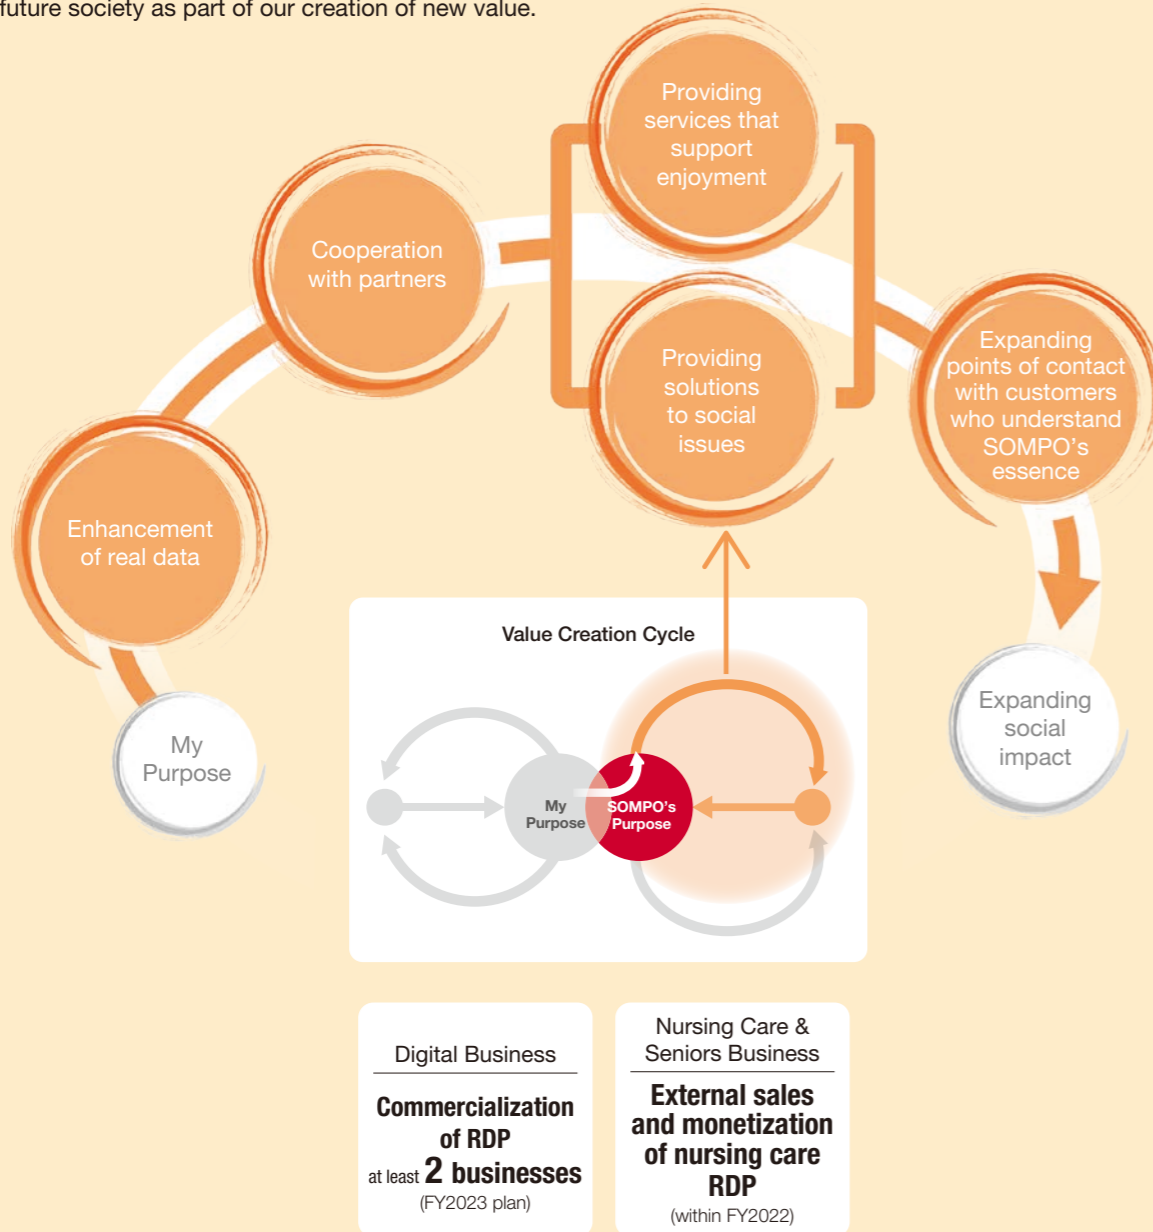 future society as part of our creation of new value.
Providing
services that
support
enjoyment
Cooperation
with partners
Providing
solutions
to social
issues
Expanding
points of contact
with customers
who understand
SOMPO's
essence
Enhancement
of real data
My
Purpose
Expanding
social
impact
Value Creation Cycle
My
Purpose
SOMPO's
Purpose
Digital Business
Commercialization
of RDP
at least 2 businesses
(FY2023 plan)
Nursing Care &
Seniors Business
External sales
and monetization
of nursing care
RDP
(within FY2022)